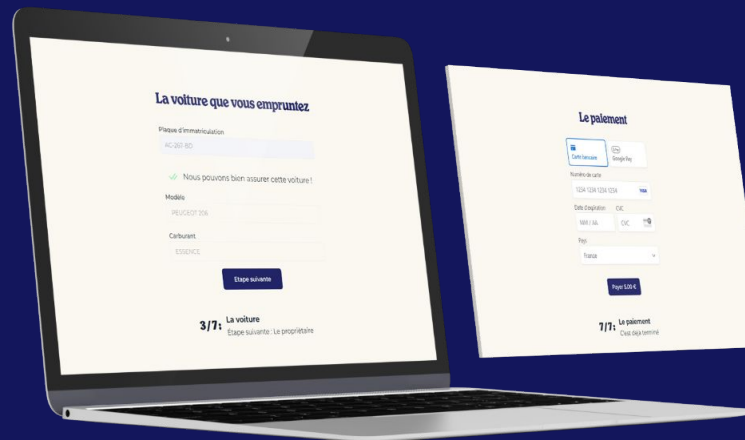 La voiture que vous empruntez
Plaque d'immatriculation
AC-267-BD
Nous pouvons bien assurer cette voiture !
Modèle
PEUGEOT 206
Carburant
ESSENCE
Etape suivante
3/7: La voiture
Etape suivante : Le propriétaire
Le paiement
Carte bancaire
Google Pay
Numéro de carte
1234 1234 1234 1234
VISA
Date d'expiration CVC
MM / AA CVC
Pays
France
Payer 5,00 €
7/7: Le paiement
C'est déjà terminé